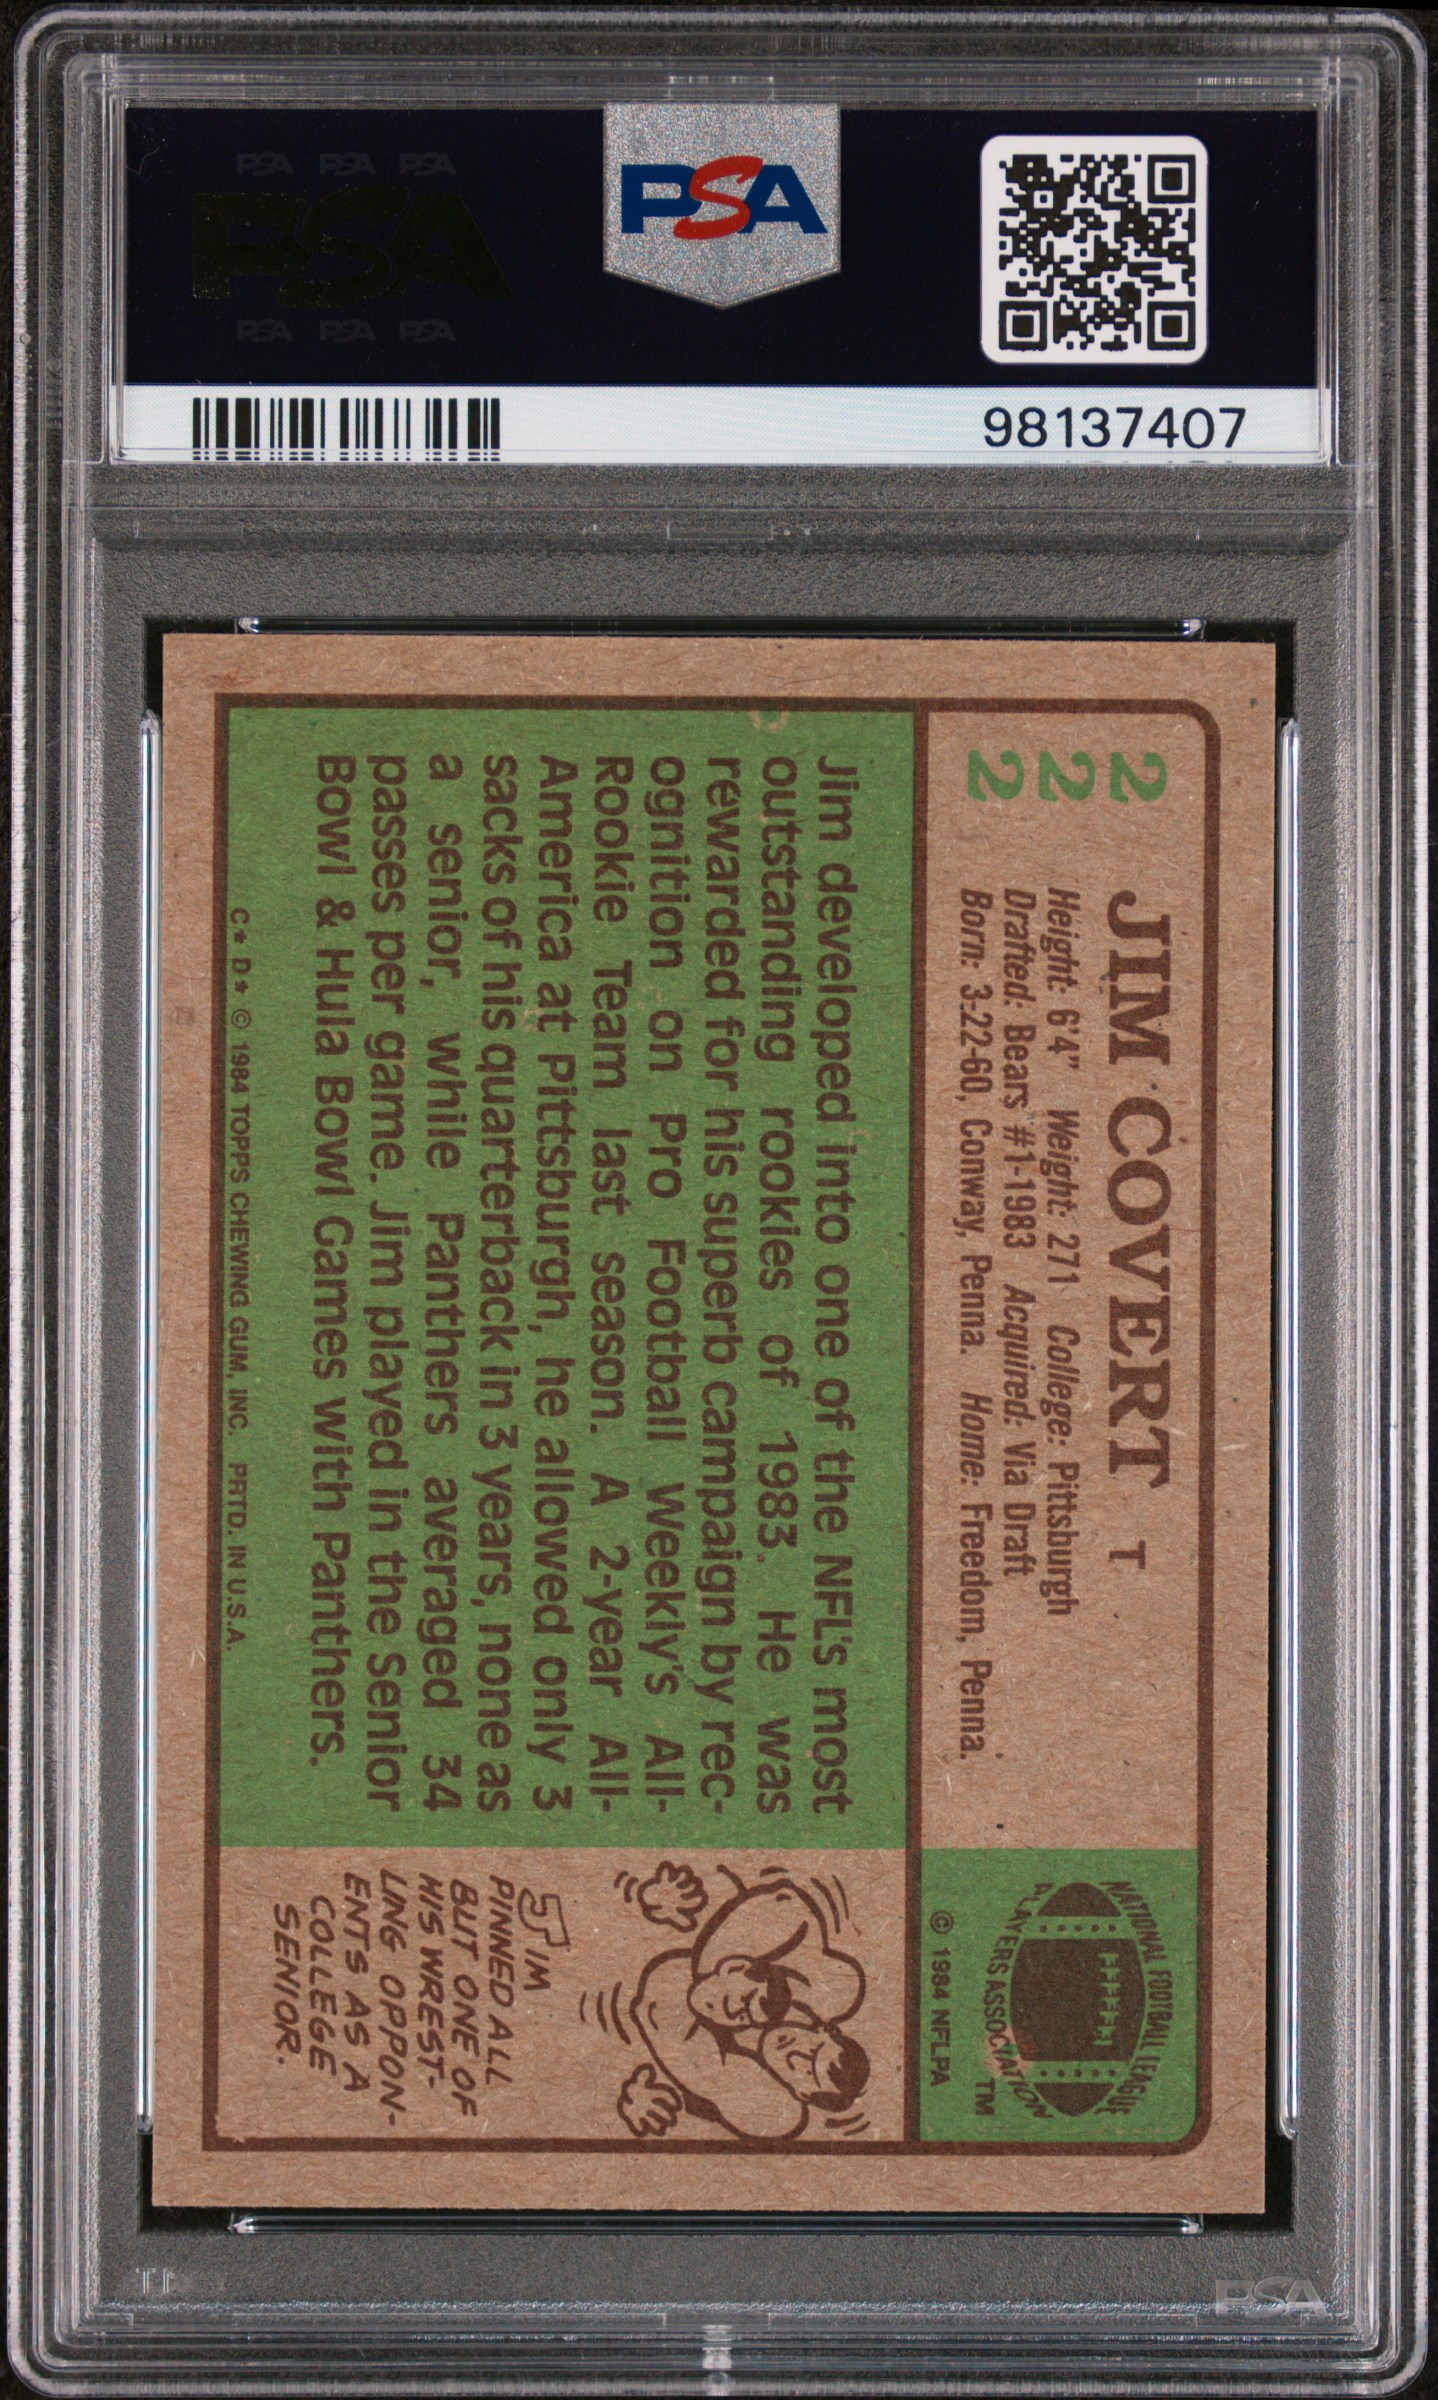 PSA PSA PSA
PSA
PSA PSA PSA
PSA
98137407
222
JIM COVERT T
Height: 6'4" Weight: 271 College: Pittsburgh
Drafted: Bears #1-1983 Acquired: Via Draft
Born: 3-22-60, Conway, Penna. Home: Freedom, Penna.
NATIONAL FOOTBALL LEAGUE
PLAYERS ASSOCIATION
TM
© 1984 NFLPA
Jim developed into one of the NFL's most
outstanding rookies of 1983. He was
rewarded for his superb campaign by rec-
ognition on Pro Football Weekly's All-
Rookie Team last season. A 2-year All-
America at Pittsburgh, he allowed only 3
sacks of his quarterback in 3 years, none as
a senior, while Panthers averaged 34
passes per game. Jim played in the Senior
Bowl & Hula Bowl Games with Panthers.
JIM
PINNED ALL
BUT ONE OF
HIS WREST-
LING OPPON-
ENTS AS A
COLLEGE
SENIOR.
C* D* © 1984 TOPPS CHEWING GUM, INC. PRTD. IN U.S.A.
PSA